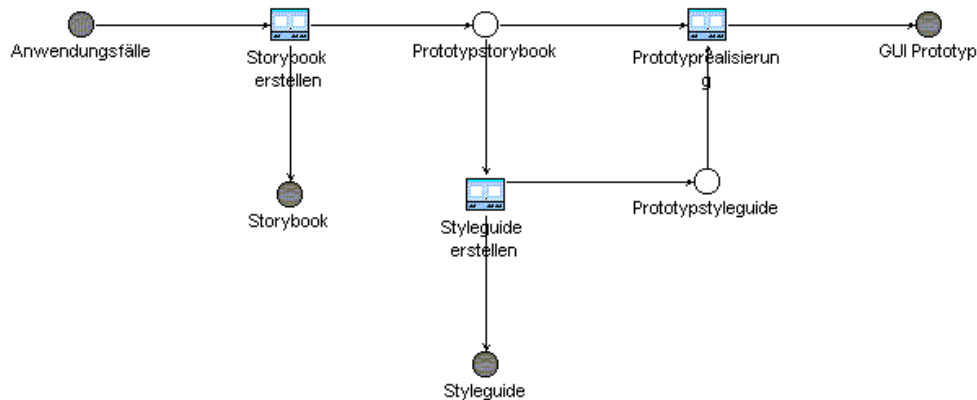 Anwendungsfälle
Storybook
erstellen
Prototypstorybook
Prototyprealisierun
g
GUI Prototyp
Storybook
Styleguide
erstellen
Prototypstyleguide
Styleguide